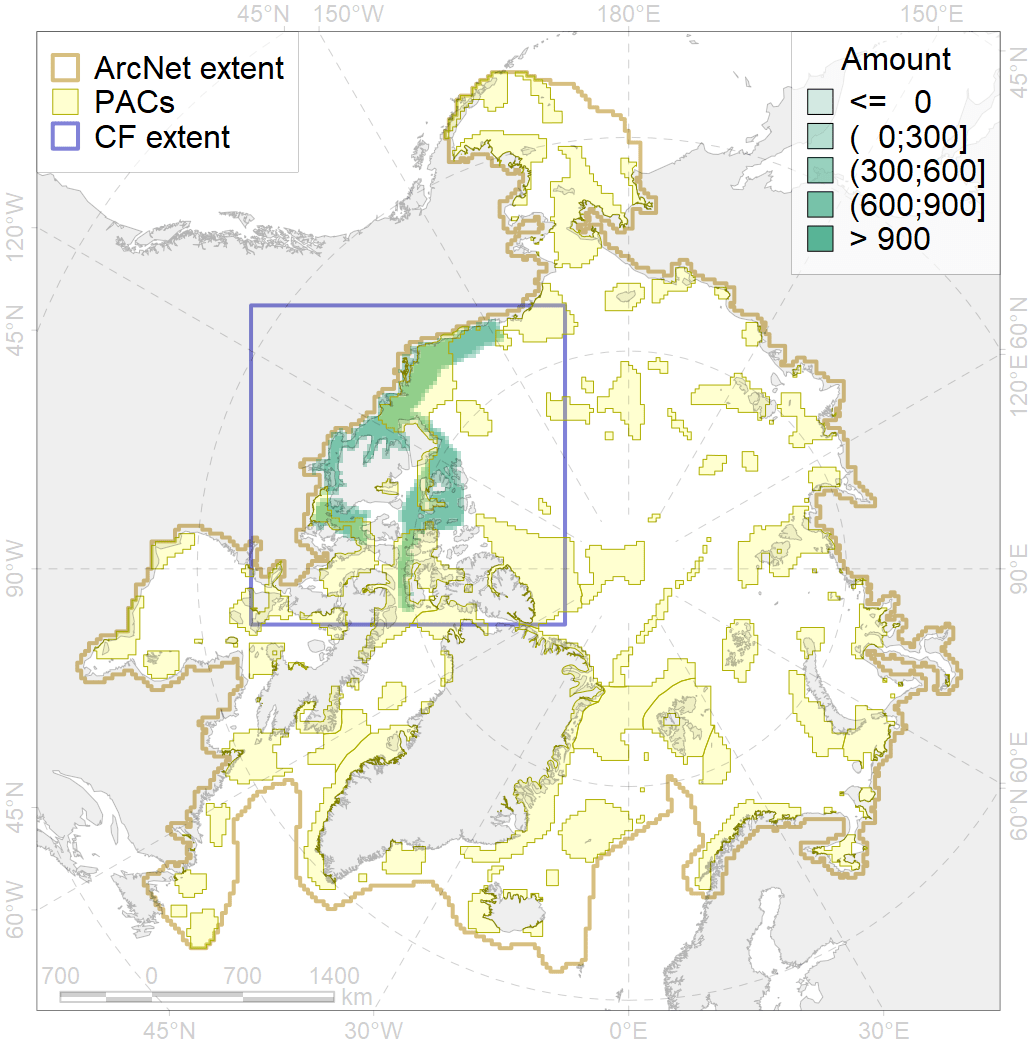 45°N 150°W 180°E 150°E
ArcNet extent
PACs
CF extent
Amount
<= 0
( 0;300]
(300;600]
(600;900]
> 900
45°N
120°W
45°N
60°N
120°E
90°W
90°E
45°N
60°W
60°E
60°N
700 0 700 1400
km
45°N 30°W 0°E 30°E